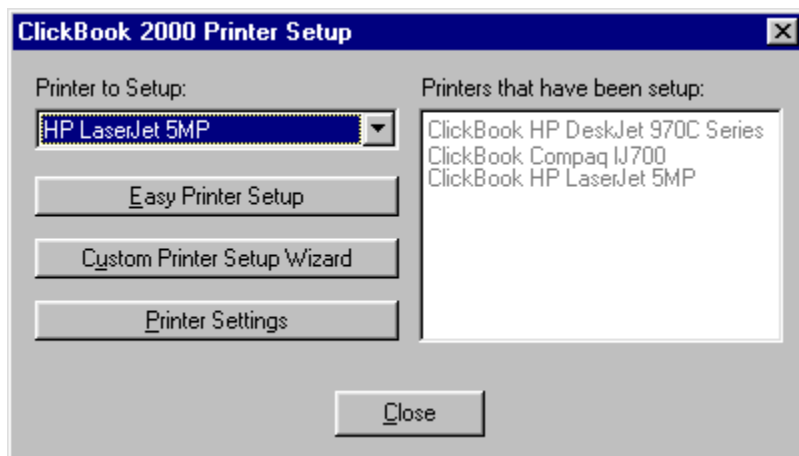 ClickBook 2000 Printer Setup
Printer to Setup:
HP LaserJet 5MP
Easy Printer Setup
Custom Printer Setup Wizard
Printer Settings
Printers that have been setup:
ClickBook HP DeskJet 970C Series
ClickBook Compaq IJ700
ClickBook HP LaserJet 5MP
Close